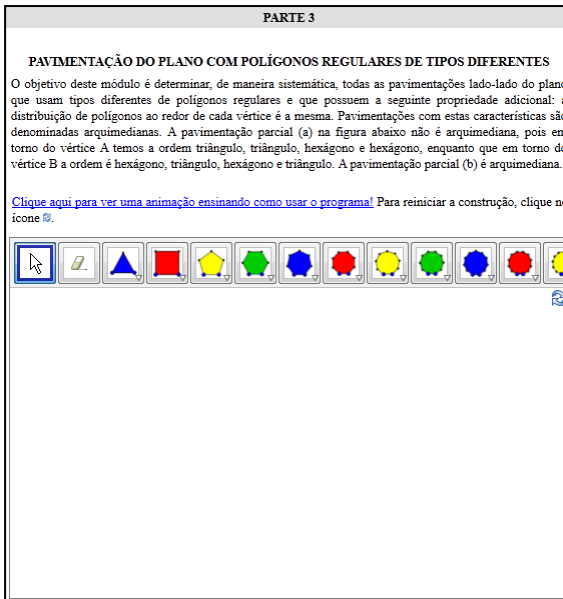 PARTE 3
PAVIMENTAÇÃO DO PLANO COM POLÍGONOS REGULARES DE TIPOS DIFERENTES
O objetivo deste módulo é determinar, de maneira sistemática, todas as pavimentações lado-lado do plano
que usam tipos diferentes de polígonos regulares e que possuem a seguinte propriedade adicional: a
distribuição de polígonos ao redor de cada vértice é a mesma. Pavimentações com estas características são
denominadas arquimedianas. A pavimentação parcial (a) na figura abaixo não é arquimediana, pois em
torno do vértice A temos a ordem triângulo, triângulo, hexágono e hexágono, enquanto que em torno do
vértice B a ordem é hexágono, triângulo, hexágono e triângulo. A pavimentação parcial (b) é arquimediana.
Clique aqui para ver uma animação ensinando como usar o programa! Para reiniciar a construção, clique no
ícone .